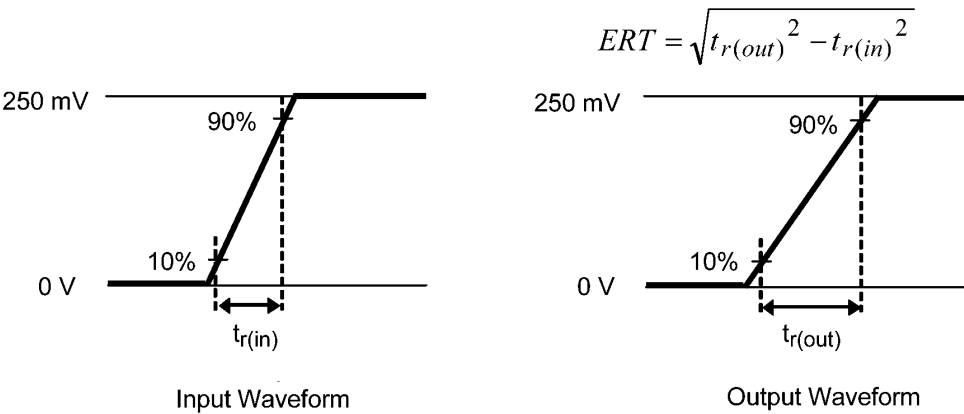 ERT = √(t_r(out)² − t_r(in)²)
250 mV
90%
10%
0 V
t_r(in)
Input Waveform
250 mV
90%
10%
0 V
t_r(out)
Output Waveform